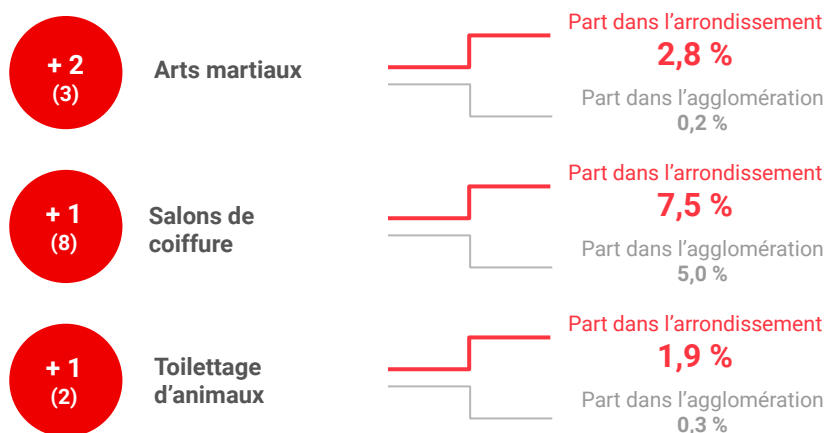 + 2
(3)
Arts martiaux
Part dans l’arrondissement
2,8 %
Part dans l’agglomération
0,2 %
+ 1
(8)
Salons de
coiffure
Part dans l’arrondissement
7,5 %
Part dans l’agglomération
5,0 %
+ 1
(2)
Toilettage
d’animaux
Part dans l’arrondissement
1,9 %
Part dans l’agglomération
0,3 %